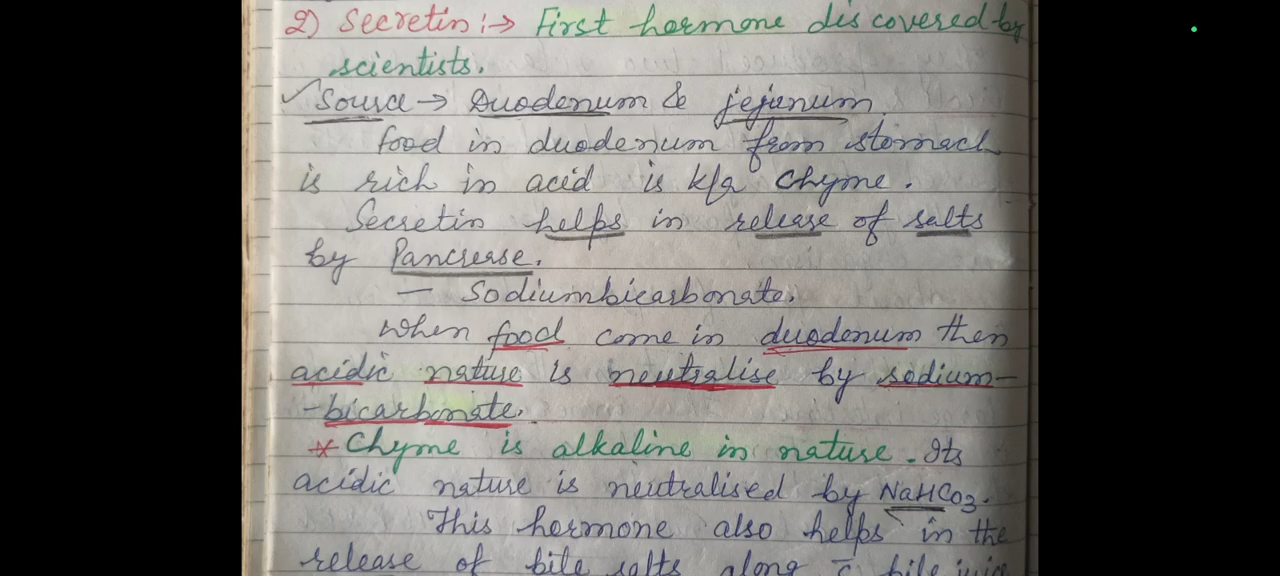 2) Secretin :→ First hormone discovered by
scientists.
✓ Source → Duodenum & jejunum.
food in duodenum from stomach
is rich in acid is k/a chyme.
Secretin helps in release of salts
by Pancrease.
— Sodiumbicarbonate.
When food come in duodenum then
acidic nature is neutralise by sodium-
-bicarbonate.
* Chyme is alkaline in nature. Its
acidic nature is neutralised by NaHCO3.
This hormone also helps in the
release of bile salts along c̄ bile juice